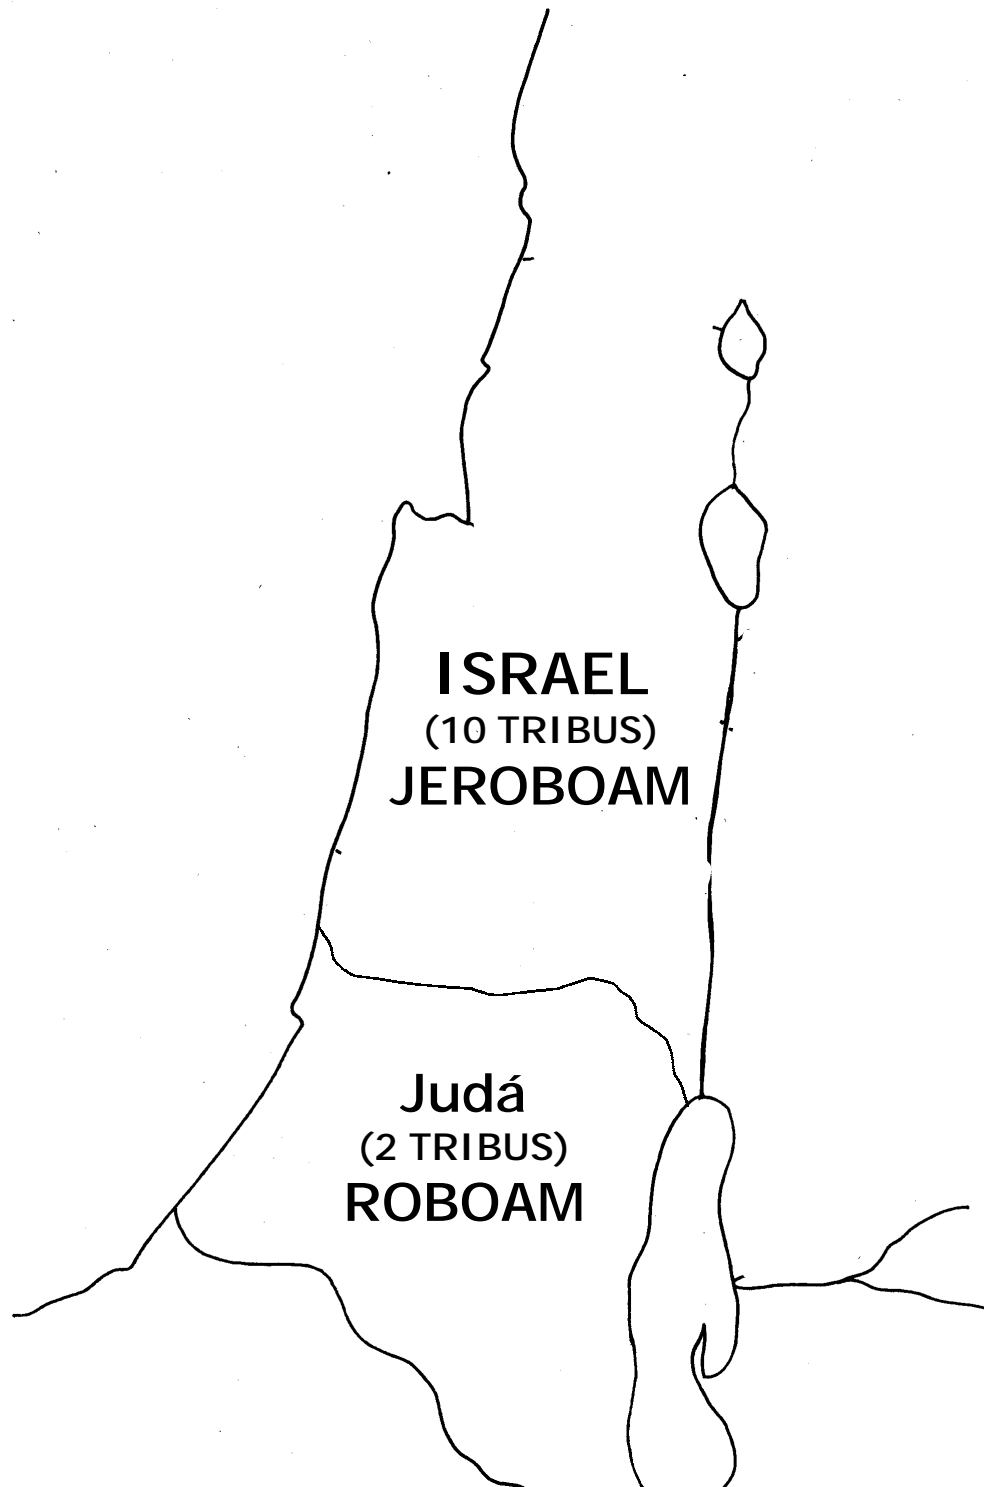 ISRAEL
(10 TRIBUS)
JEROBOAM
Judá
(2 TRIBUS)
ROBOAM